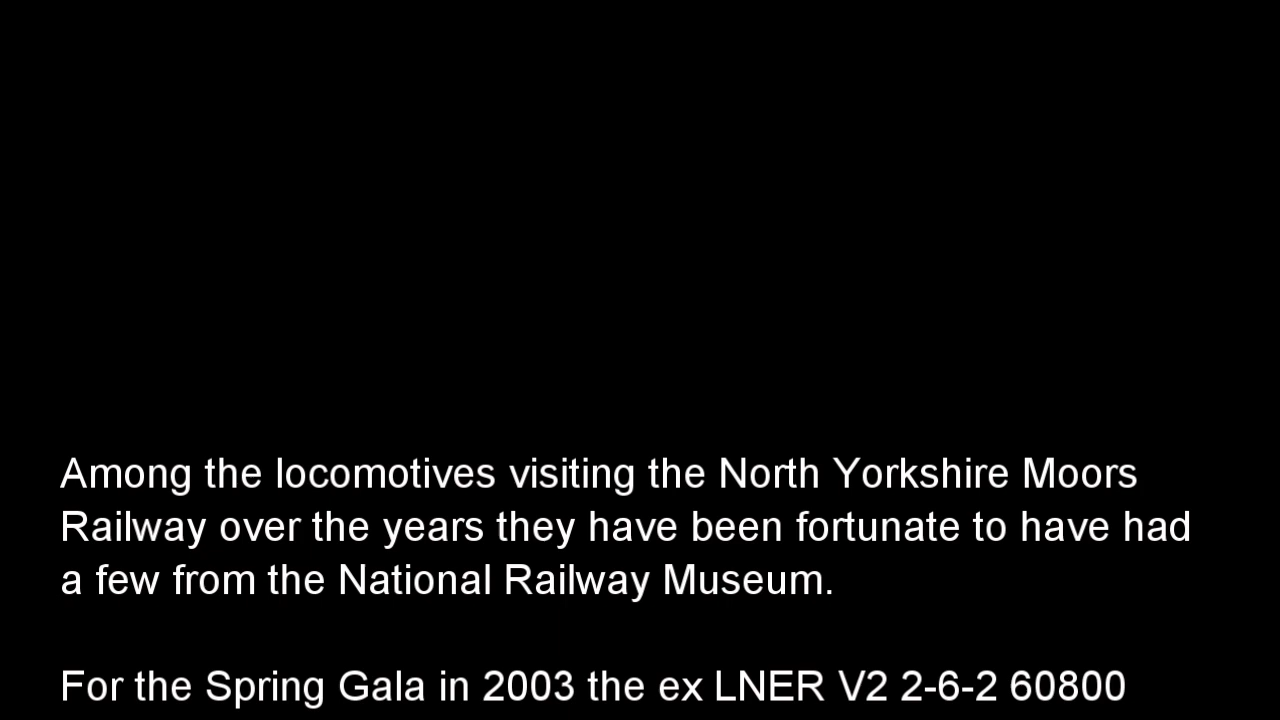 Among the locomotives visiting the North Yorkshire Moors
Railway over the years they have been fortunate to have had
a few from the National Railway Museum.
For the Spring Gala in 2003 the ex LNER V2 2-6-2 60800